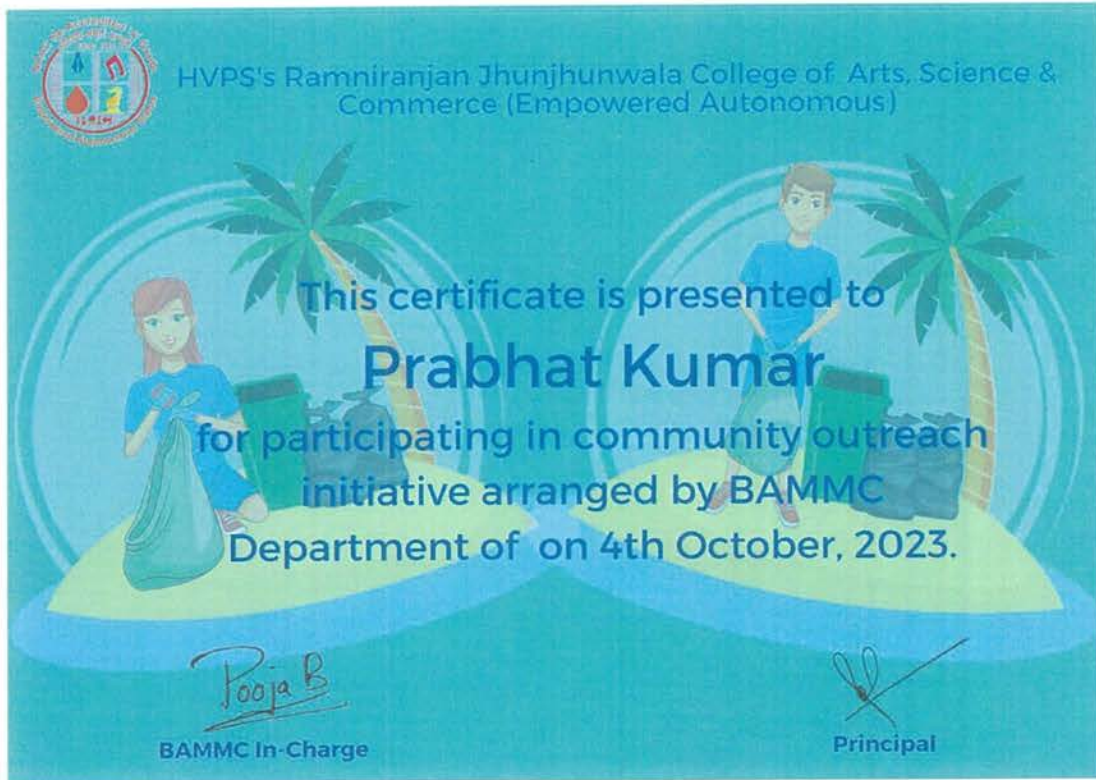 HVPS's Ramniranjan Jhunjhunwala College of Arts, Science &
Commerce (Empowered Autonomous)
This certificate is presented to
Prabhat Kumar
for participating in community outreach
initiative arranged by BAMMC
Department of on 4th October, 2023.
Pooja B
BAMMC In-Charge
Principal